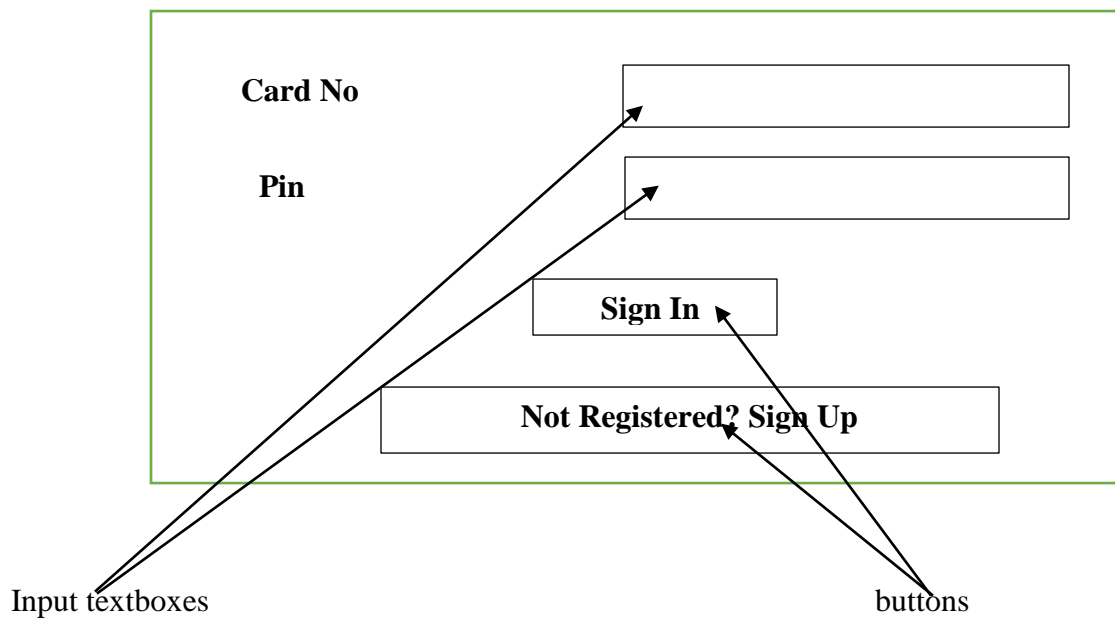 Card No
Pin
Sign In
Not Registered? Sign Up
Input textboxes
buttons